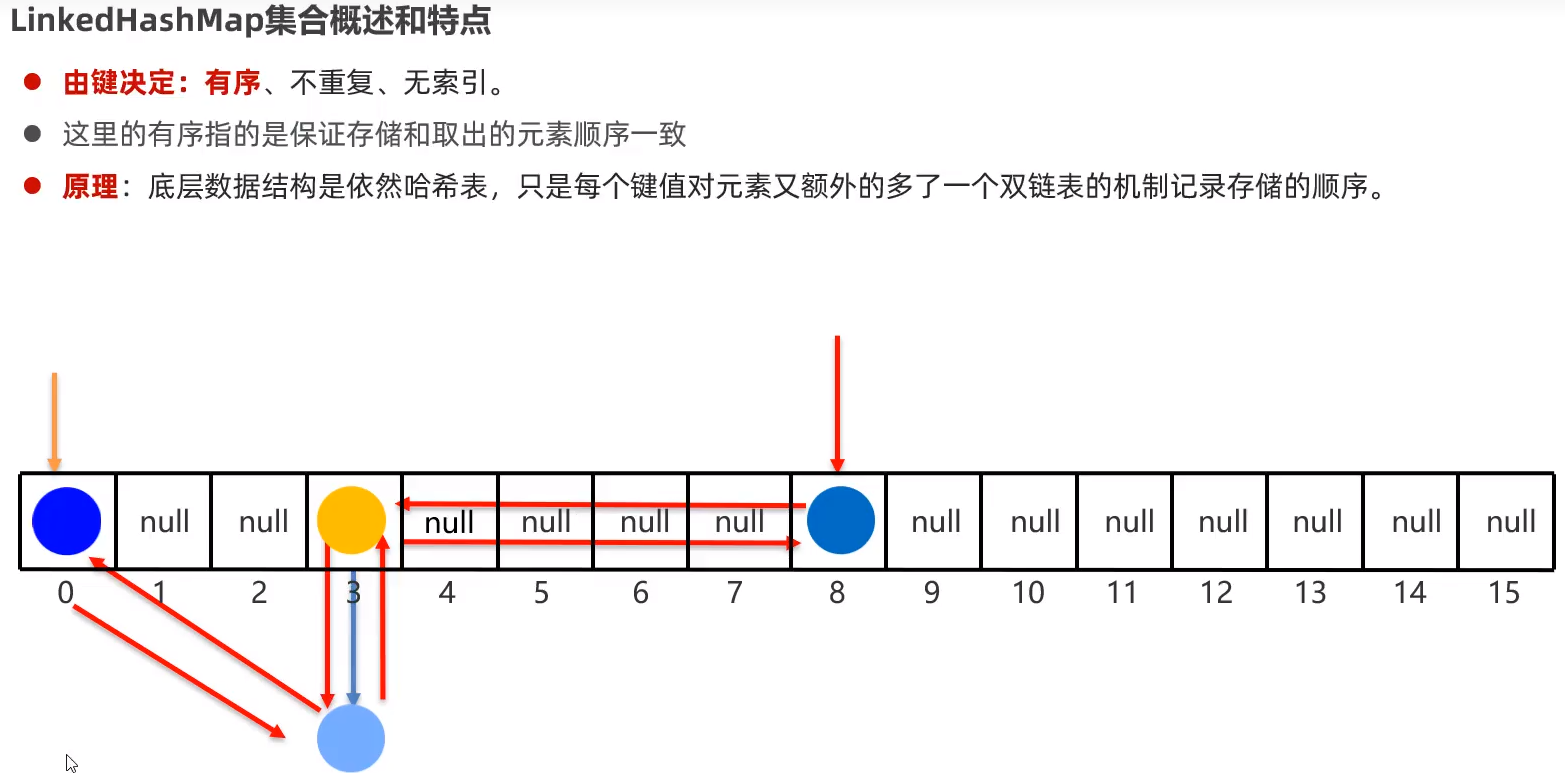 LinkedHashMap集合概述和特点
由键决定：有序、不重复、无索引。
这里的有序指的是保证存储和取出的元素顺序一致
原理：底层数据结构是依然哈希表，只是每个键值对元素又额外的多了一个双链表的机制记录存储的顺序。
null null null null null null null null null null null null null
0 1 2 3 4 5 6 7 8 9 10 11 12 13 14 15